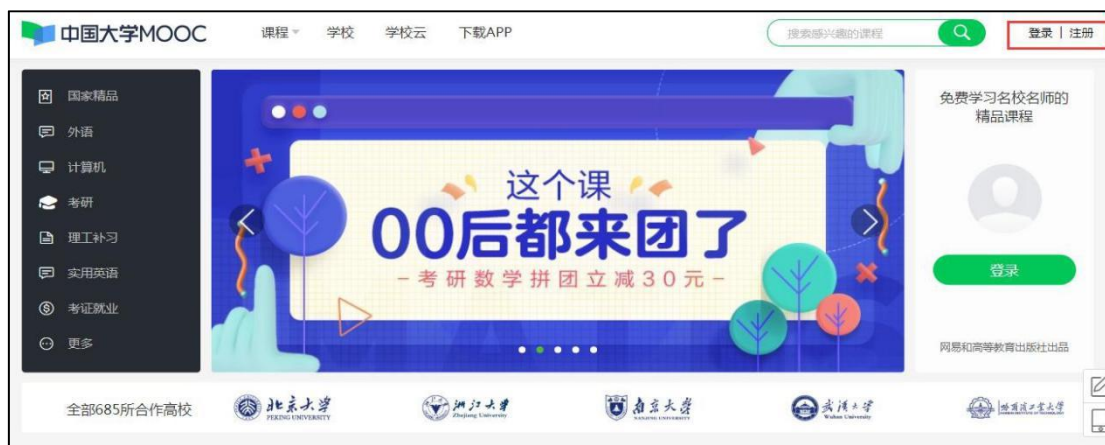 中国大学MOOC
课程 学校 学校云 下载APP
搜索感兴趣的课程
登录 | 注册
国家精品
外语
计算机
考研
理工补习
实用英语
考证就业
更多
这个课
00后都来团了
-考研数学拼团立减30元-
免费学习名校名师的
精品课程
登录
网易和高等教育出版社出品
全部685所合作高校
北京大学
PEKING UNIVERSITY
浙江大学
Zhejiang University
南京大学
NANJING UNIVERSITY
武汉大学
Wuhan University
哈尔滨工业大学